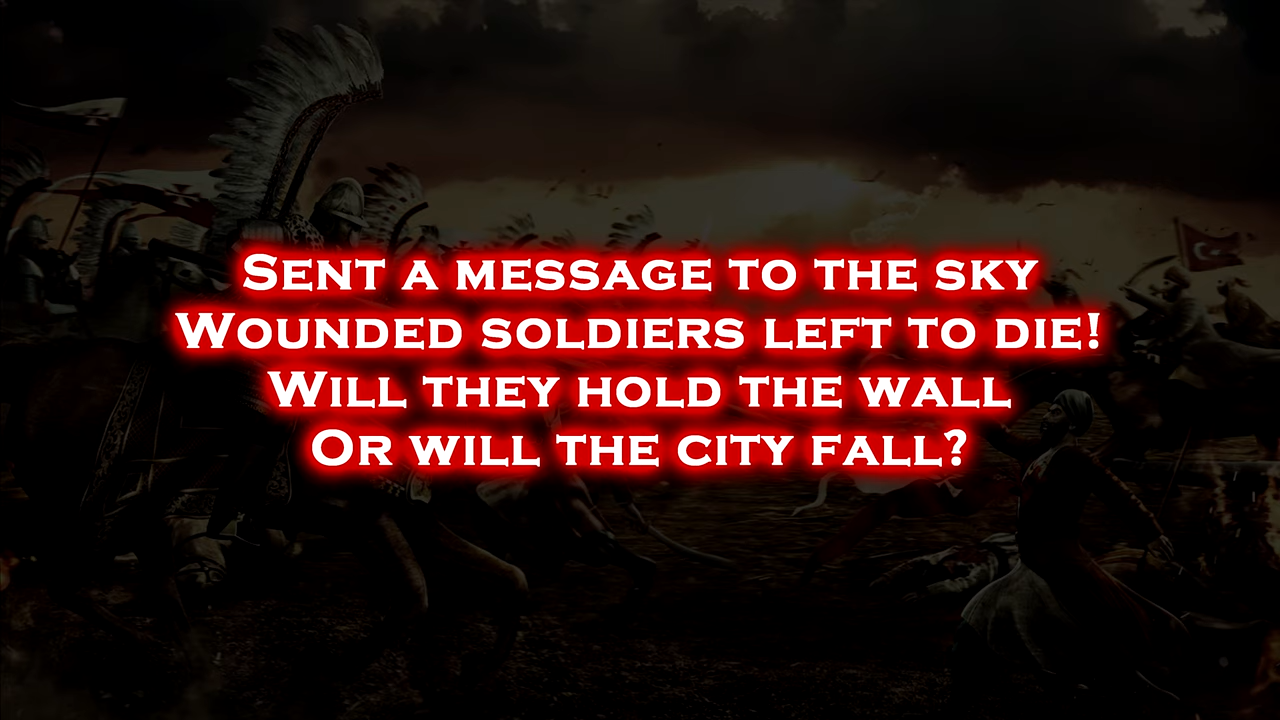 Sent a message to the sky
Wounded soldiers left to die!
Will they hold the wall
Or will the city fall?